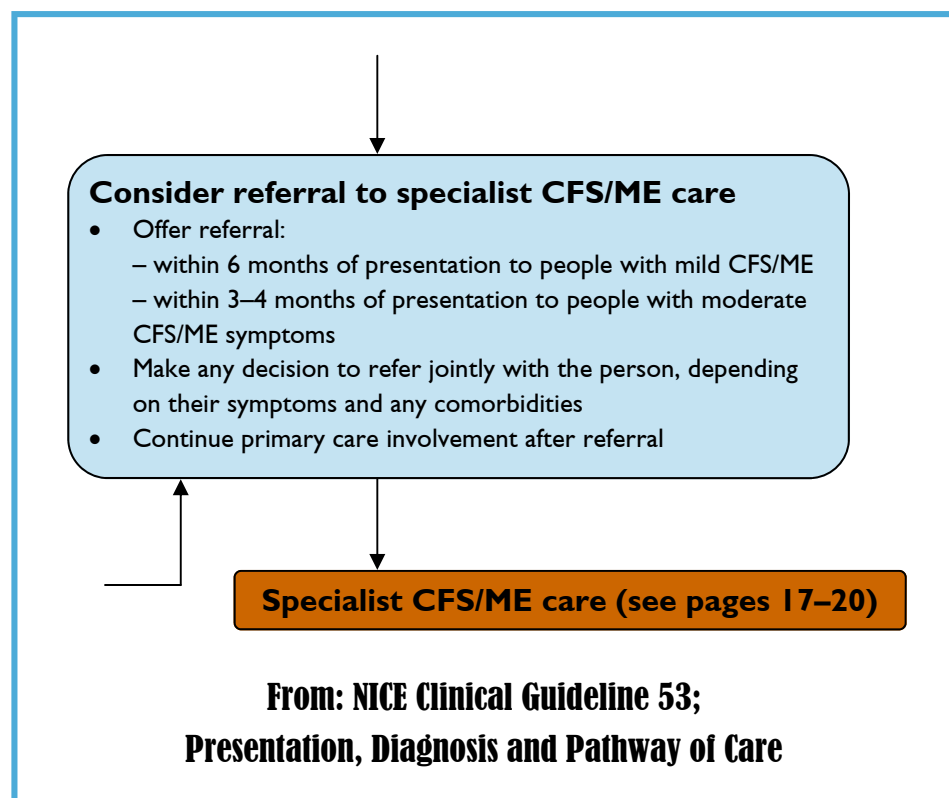 Consider referral to specialist CFS/ME care
• Offer referral:
– within 6 months of presentation to people with mild CFS/ME
– within 3–4 months of presentation to people with moderate
CFS/ME symptoms
• Make any decision to refer jointly with the person, depending
on their symptoms and any comorbidities
• Continue primary care involvement after referral
Specialist CFS/ME care (see pages 17–20)
From: NICE Clinical Guideline 53;
Presentation, Diagnosis and Pathway of Care